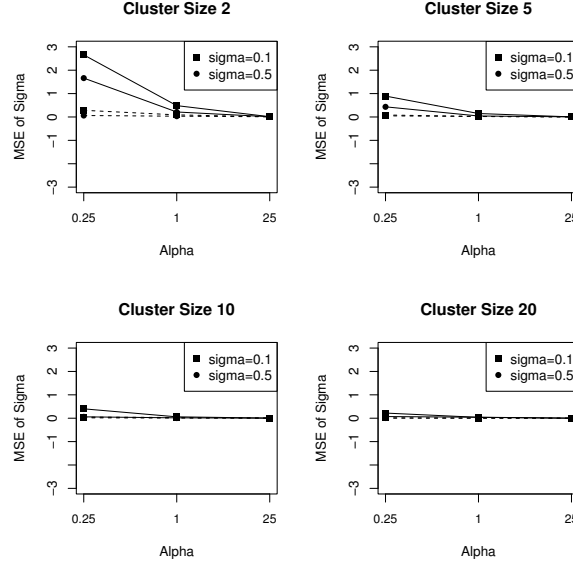 Cluster Size 2
MSE of Sigma
3
2
1
0
-1
-3
sigma=0.1
sigma=0.5
0.25
1
25
Alpha
Cluster Size 5
MSE of Sigma
3
2
1
0
-1
-3
sigma=0.1
sigma=0.5
0.25
1
25
Alpha
Cluster Size 10
MSE of Sigma
3
2
1
0
-1
-3
sigma=0.1
sigma=0.5
0.25
1
25
Alpha
Cluster Size 20
MSE of Sigma
3
2
1
0
-1
-3
sigma=0.1
sigma=0.5
0.25
1
25
Alpha